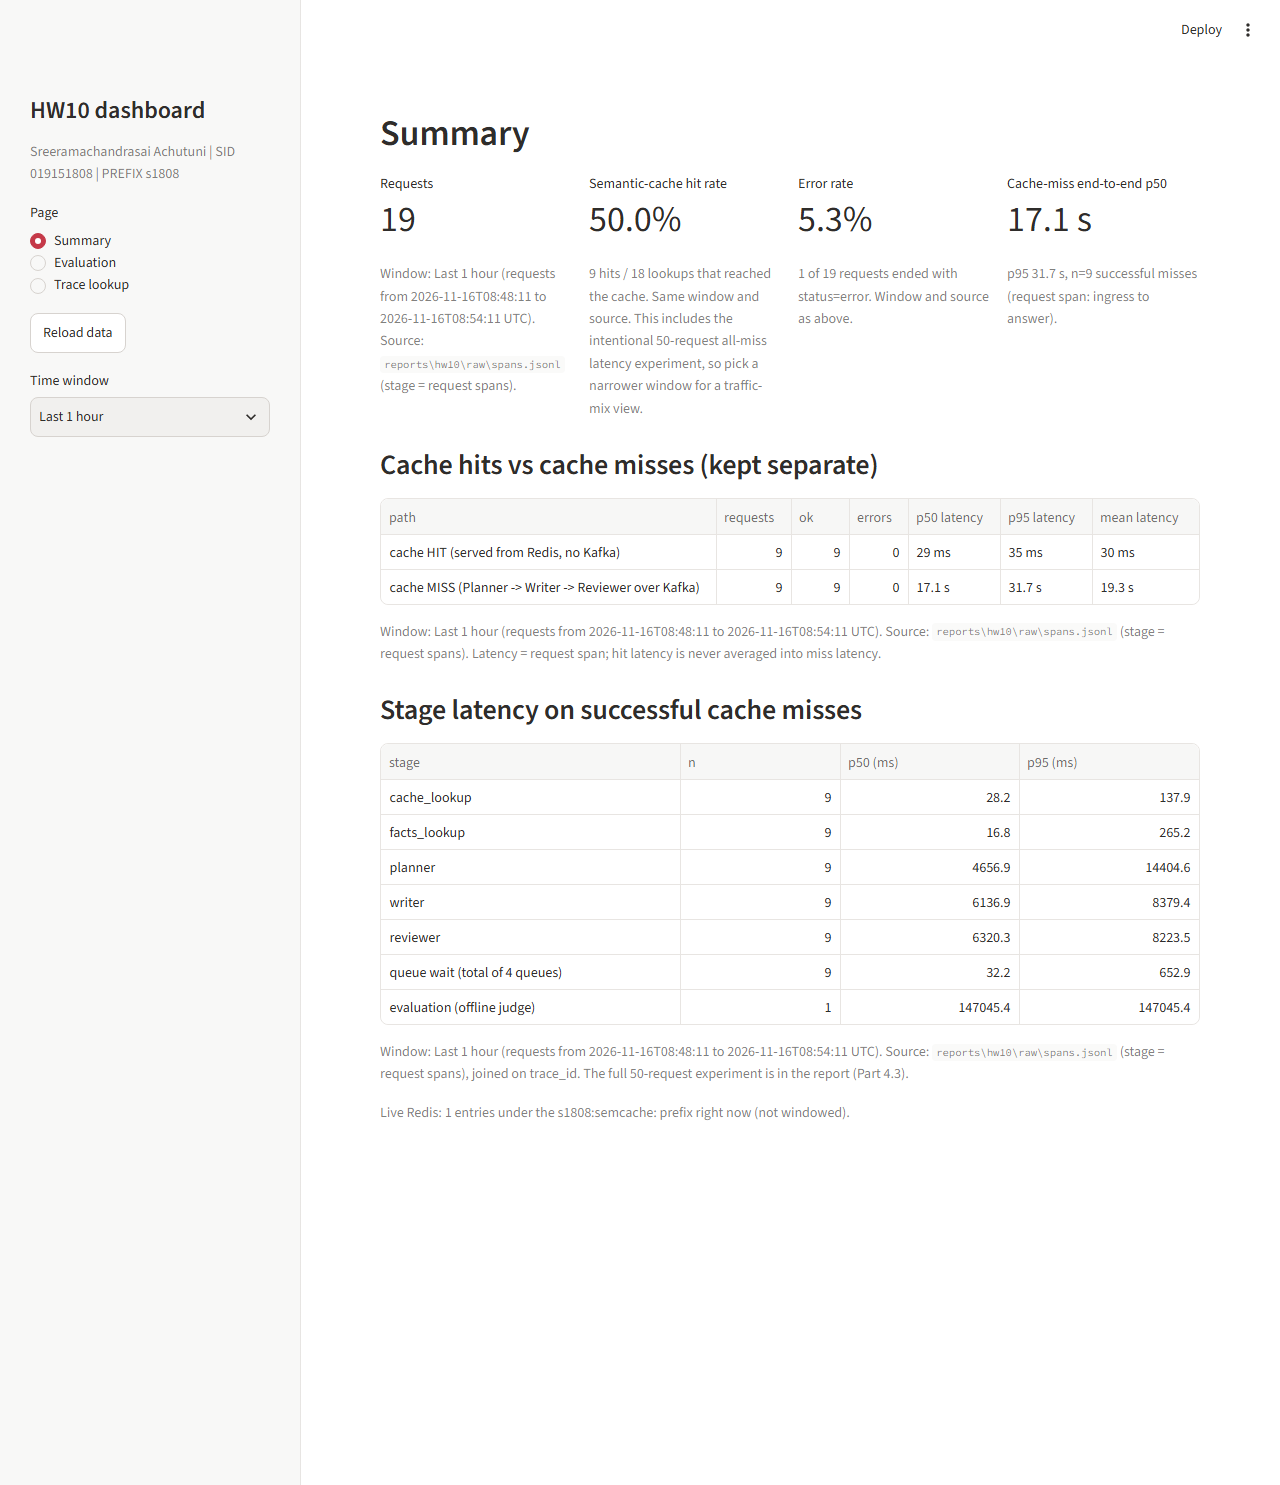 Deploy
HW10 dashboard
Sreeramachandrasai Achutuni | SID
019151808 | PREFIX s1808
Page
Summary
Evaluation
Trace lookup
Reload data
Time window
Last 1 hour
Summary
Requests
19
Window: Last 1 hour (requests
from 2026-11-16T08:48:11 to
2026-11-16T08:54:11 UTC).
Source:
reports\hw10\raw\spans.jsonl
(stage = request spans).
Semantic-cache hit rate
50.0%
9 hits / 18 lookups that reached
the cache. Same window and
source. This includes the
intentional 50-request all-miss
latency experiment, so pick a
narrower window for a traffic-
mix view.
Error rate
5.3%
1 of 19 requests ended with
status=error. Window and source
as above.
Cache-miss end-to-end p50
17.1 s
p95 31.7 s, n=9 successful misses
(request span: ingress to
answer).
Cache hits vs cache misses (kept separate)
path requests ok errors p50 latency p95 latency mean latency
cache HIT (served from Redis, no Kafka) 9 9 0 29 ms 35 ms 30 ms
cache MISS (Planner -> Writer -> Reviewer over Kafka) 9 9 0 17.1 s 31.7 s 19.3 s
Window: Last 1 hour (requests from 2026-11-16T08:48:11 to 2026-11-16T08:54:11 UTC). Source: reports\hw10\raw\spans.jsonl (stage =
request spans). Latency = request span; hit latency is never averaged into miss latency.
Stage latency on successful cache misses
stage n p50 (ms) p95 (ms)
cache_lookup 9 28.2 137.9
facts_lookup 9 16.8 265.2
planner 9 4656.9 14404.6
writer 9 6136.9 8379.4
reviewer 9 6320.3 8223.5
queue wait (total of 4 queues) 9 32.2 652.9
evaluation (offline judge) 1 147045.4 147045.4
Window: Last 1 hour (requests from 2026-11-16T08:48:11 to 2026-11-16T08:54:11 UTC). Source: reports\hw10\raw\spans.jsonl (stage =
request spans), joined on trace_id. The full 50-request experiment is in the report (Part 4.3).
Live Redis: 1 entries under the s1808:semcache: prefix right now (not windowed).